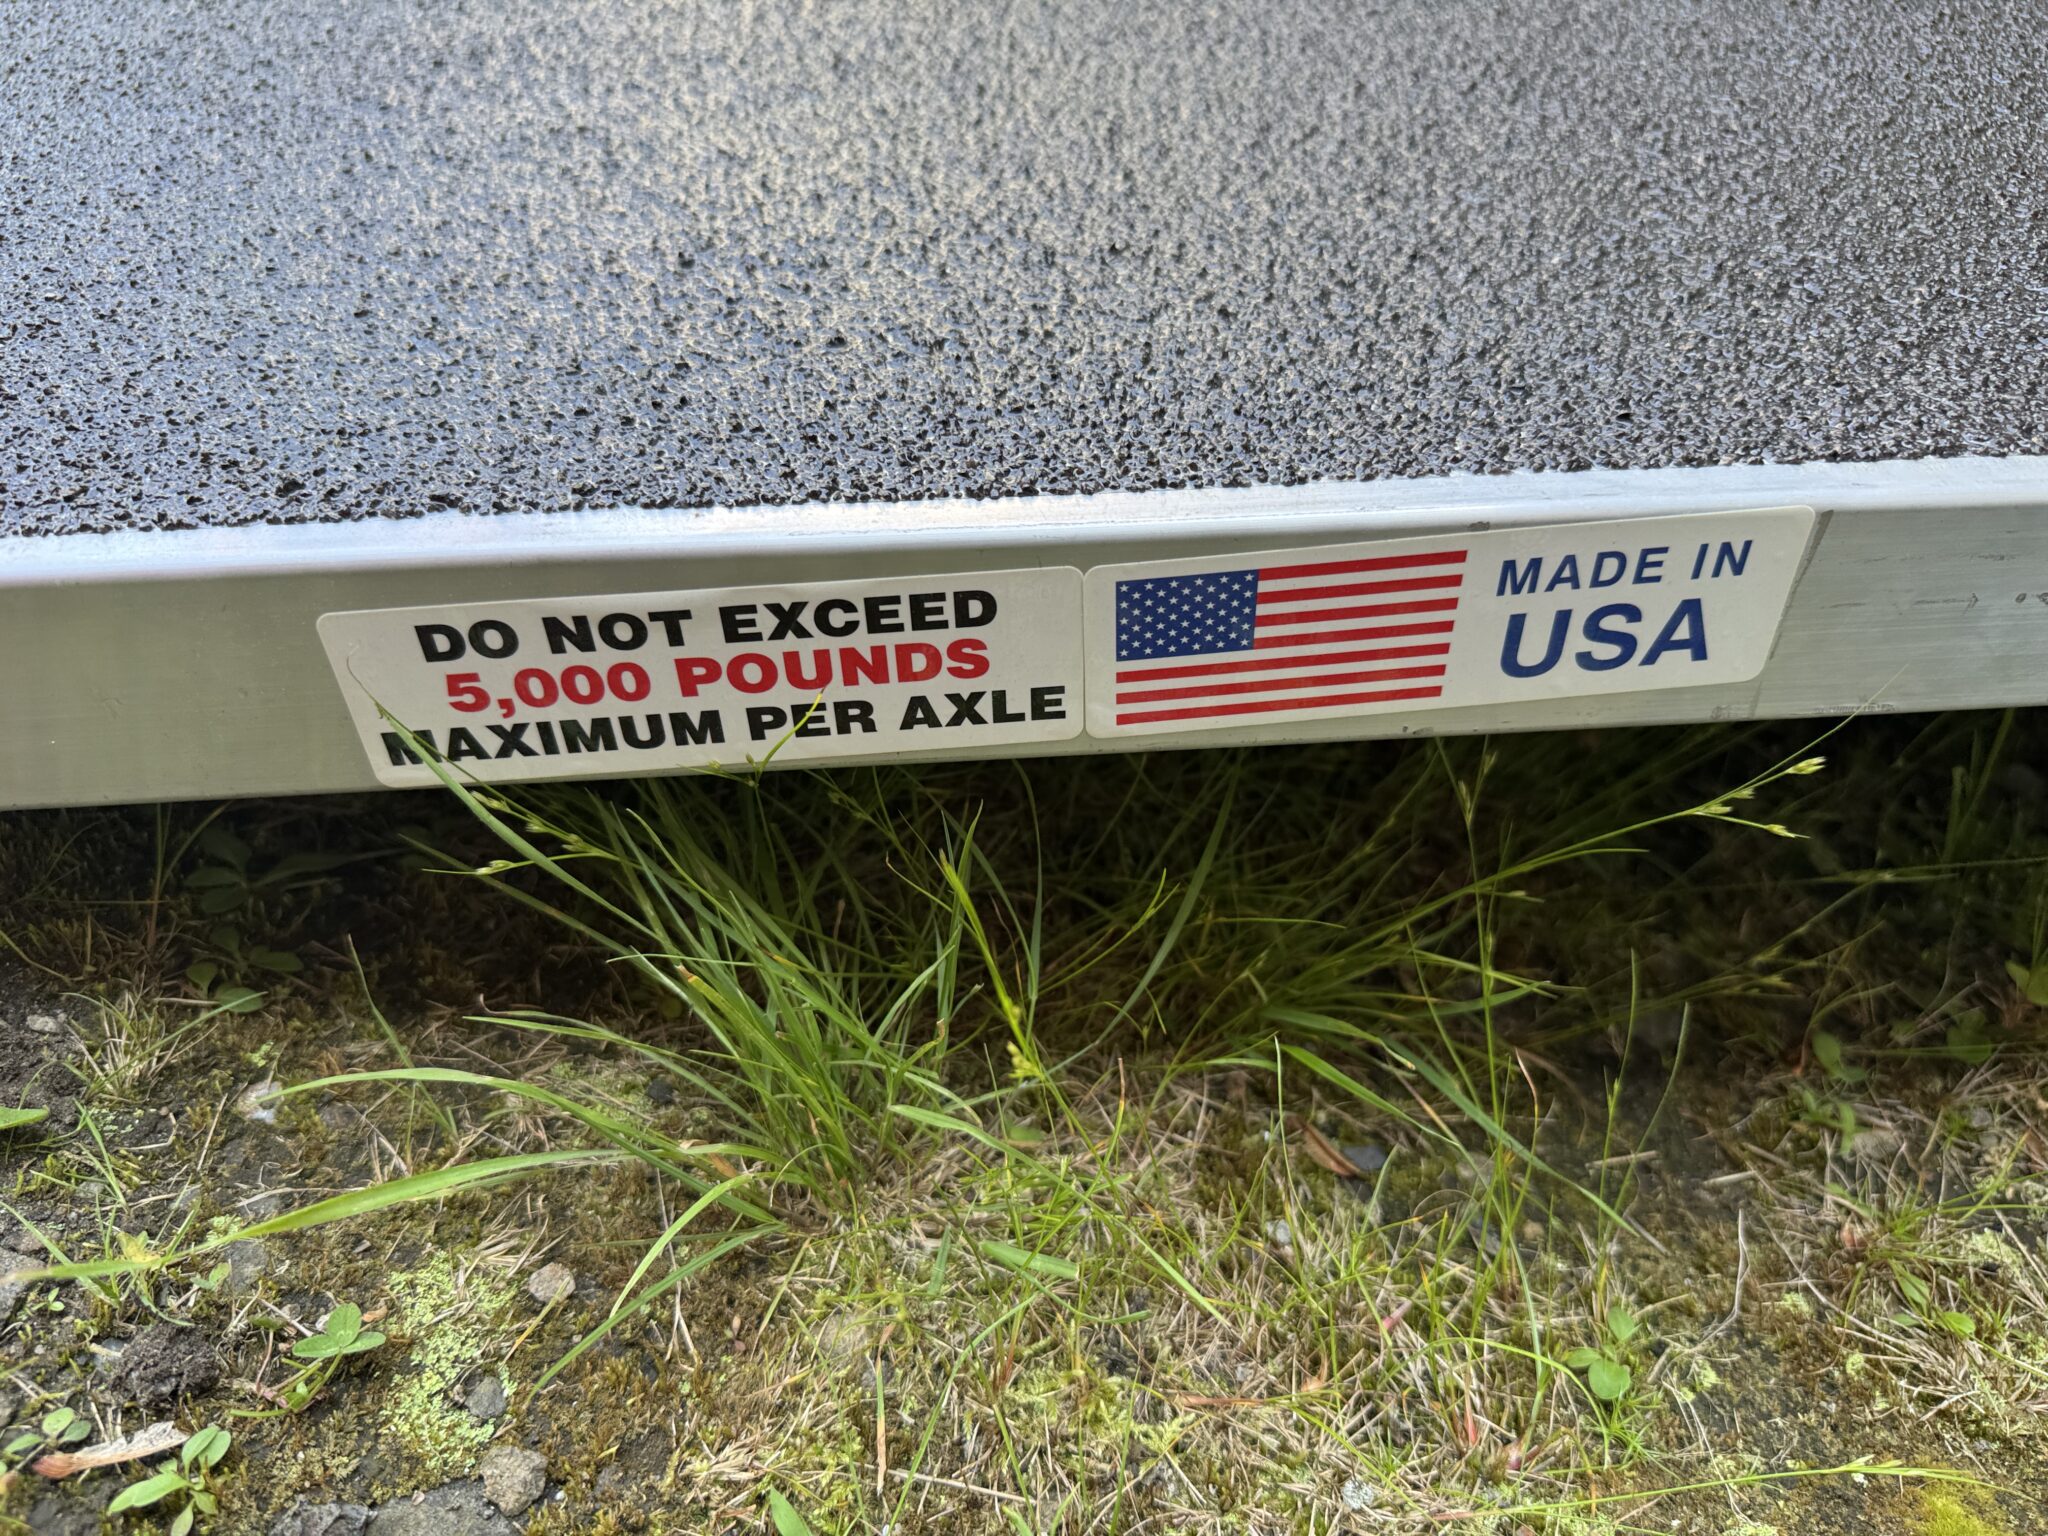 DO NOT EXCEED
5,000 POUNDS
MAXIMUM PER AXLE
MADE IN
USA